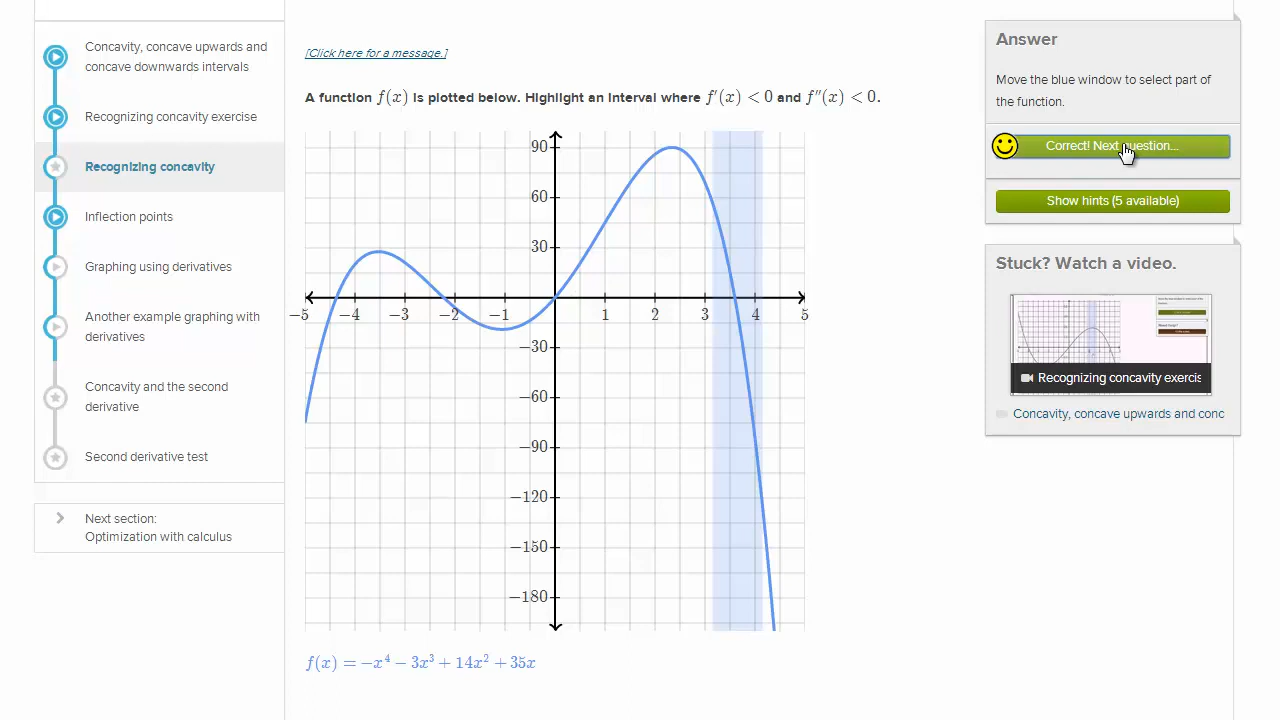 Concavity, concave upwards and
concave downwards intervals
Recognizing concavity exercise
Recognizing concavity
Inflection points
Graphing using derivatives
Another example graphing with
derivatives
Concavity and the second
derivative
Second derivative test
Next section:
Optimization with calculus
[Click here for a message.]
A function f(x) is plotted below. Highlight an interval where f′(x) < 0 and f″(x) < 0.
90
60
30
−5 −4 −3 −2 −1 1 2 3 4 5
−30
−60
−90
−120
−150
−180
f(x) = −x⁴ − 3x³ + 14x² + 35x
Answer
Move the blue window to select part of
the function.
Correct! Next question...
Show hints (5 available)
Stuck? Watch a video.
Recognizing concavity exercis
Concavity, concave upwards and conc